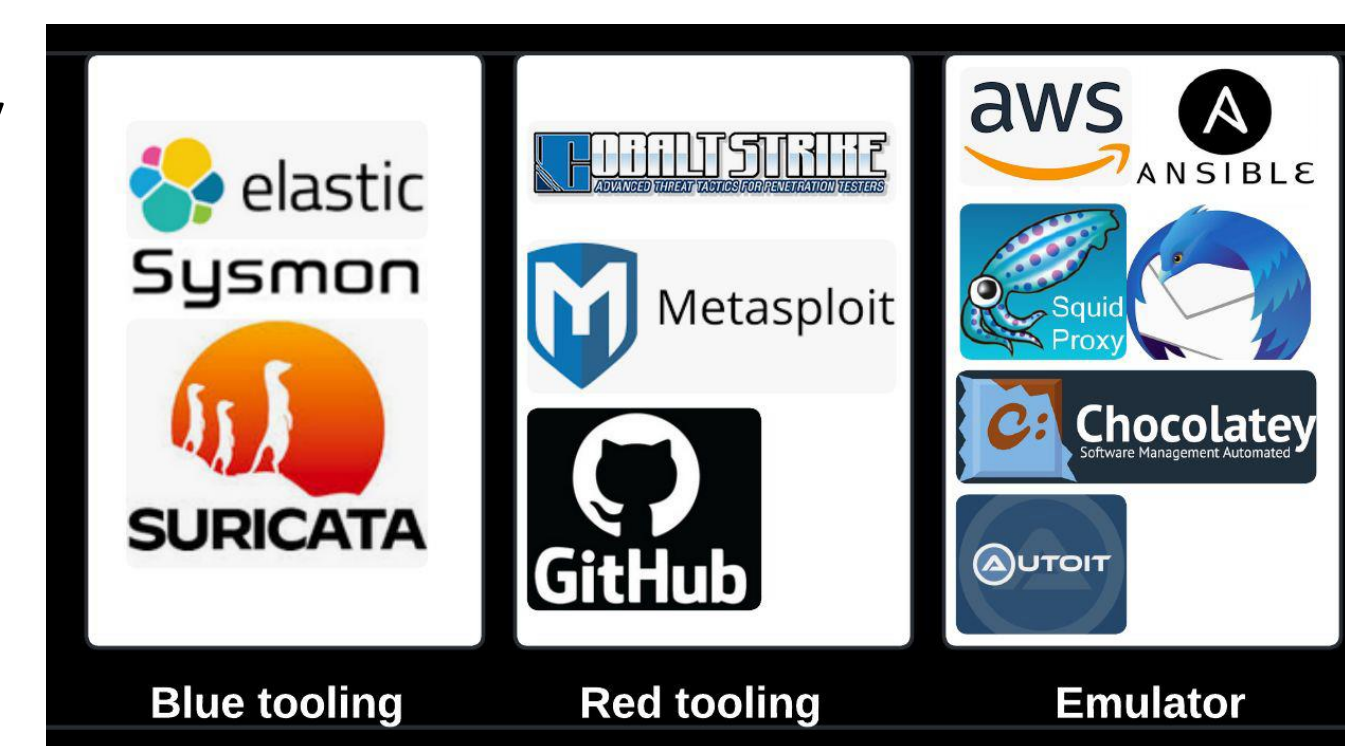 elastic
Sysmon
SURICATA
Blue tooling
COBALT STRIKE
ADVANCED THREAT TACTICS FOR PENETRATION TESTERS
Metasploit
GitHub
Red tooling
aws
ANSIBLE
Squid
Proxy
Chocolatey
Software Management Automated
AUTOIT
Emulator